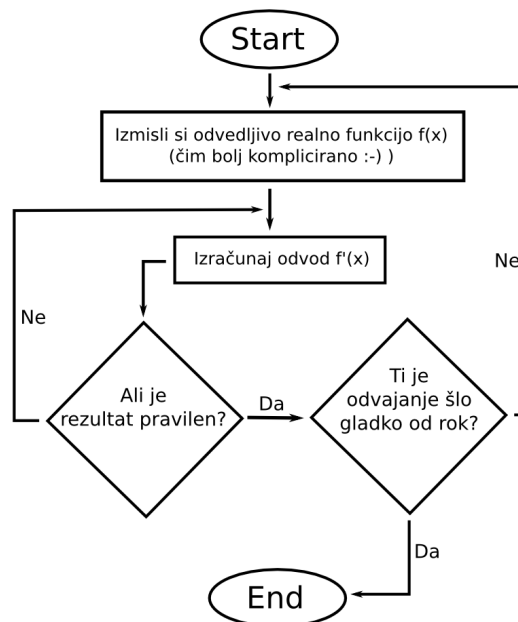 Start
Izmisli si odvedljivo realno funkcijo f(x)
(čim bolj komplicirano :-) )
Izračunaj odvod f'(x)
Ne
Ne
Ali je
rezultat pravilen?
Da
Ti je
odvajanje šlo
gladko od rok?
Da
End